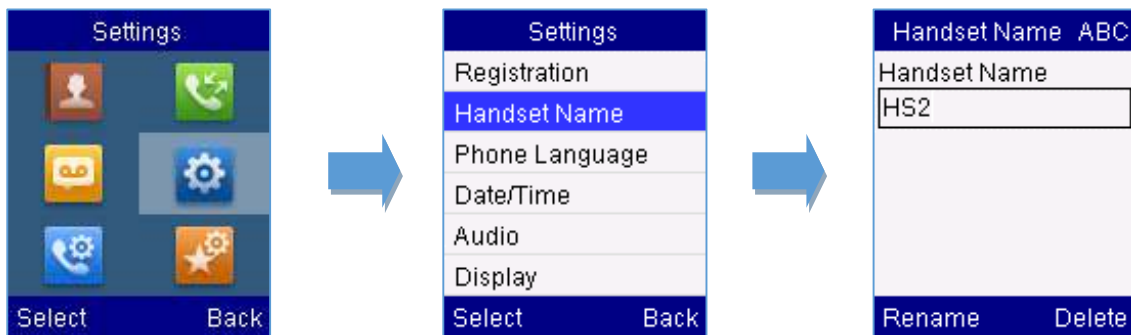 Settings
Select Back
Settings
Registration
Handset Name
Phone Language
Date/Time
Audio
Display
Select Back
Handset Name ABC
Handset Name
HS2
Rename Delete